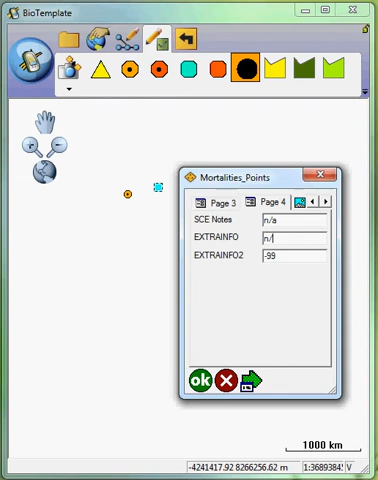 BioTemplate
Mortalities_Points
Page 3
Page 4
SCE Notes n/a
EXTRAINFO n/
EXTRAINFO2 -99
ok
1000 km
-4241417.92 8266256.62 m 1:3689384 V